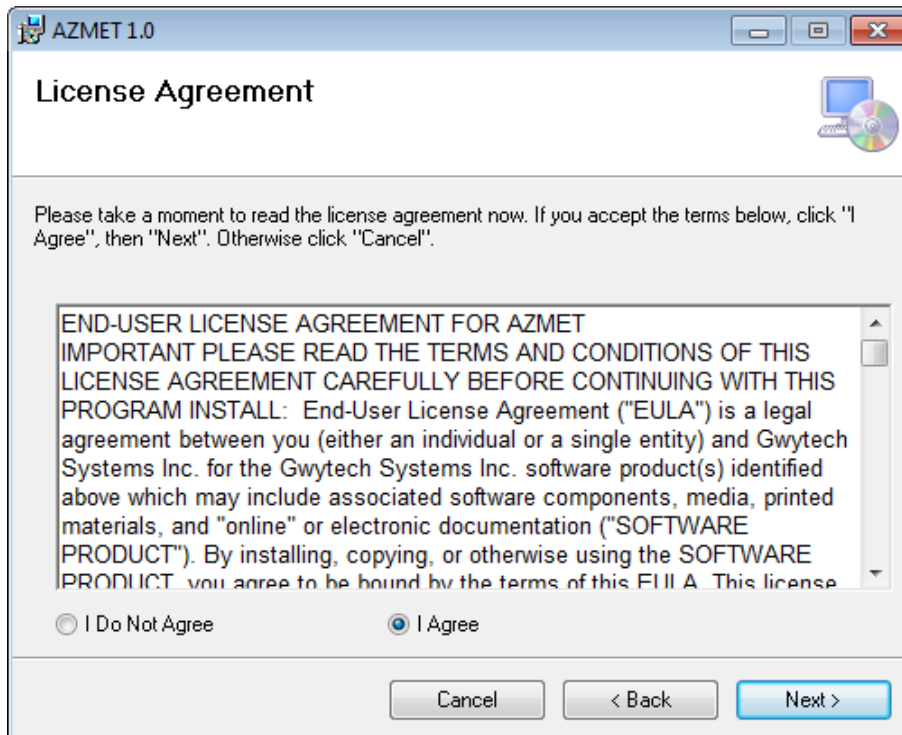 AZMET 1.0
License Agreement
Please take a moment to read the license agreement now. If you accept the terms below, click "I
Agree", then "Next". Otherwise click "Cancel".
END-USER LICENSE AGREEMENT FOR AZMET
IMPORTANT PLEASE READ THE TERMS AND CONDITIONS OF THIS
LICENSE AGREEMENT CAREFULLY BEFORE CONTINUING WITH THIS
PROGRAM INSTALL: End-User License Agreement ("EULA") is a legal
agreement between you (either an individual or a single entity) and Gwytech
Systems Inc. for the Gwytech Systems Inc. software product(s) identified
above which may include associated software components, media, printed
materials, and "online" or electronic documentation ("SOFTWARE
PRODUCT"). By installing, copying, or otherwise using the SOFTWARE
PRODUCT, you agree to be bound by the terms of this EULA. This license
I Do Not Agree
I Agree
Cancel
< Back
Next >